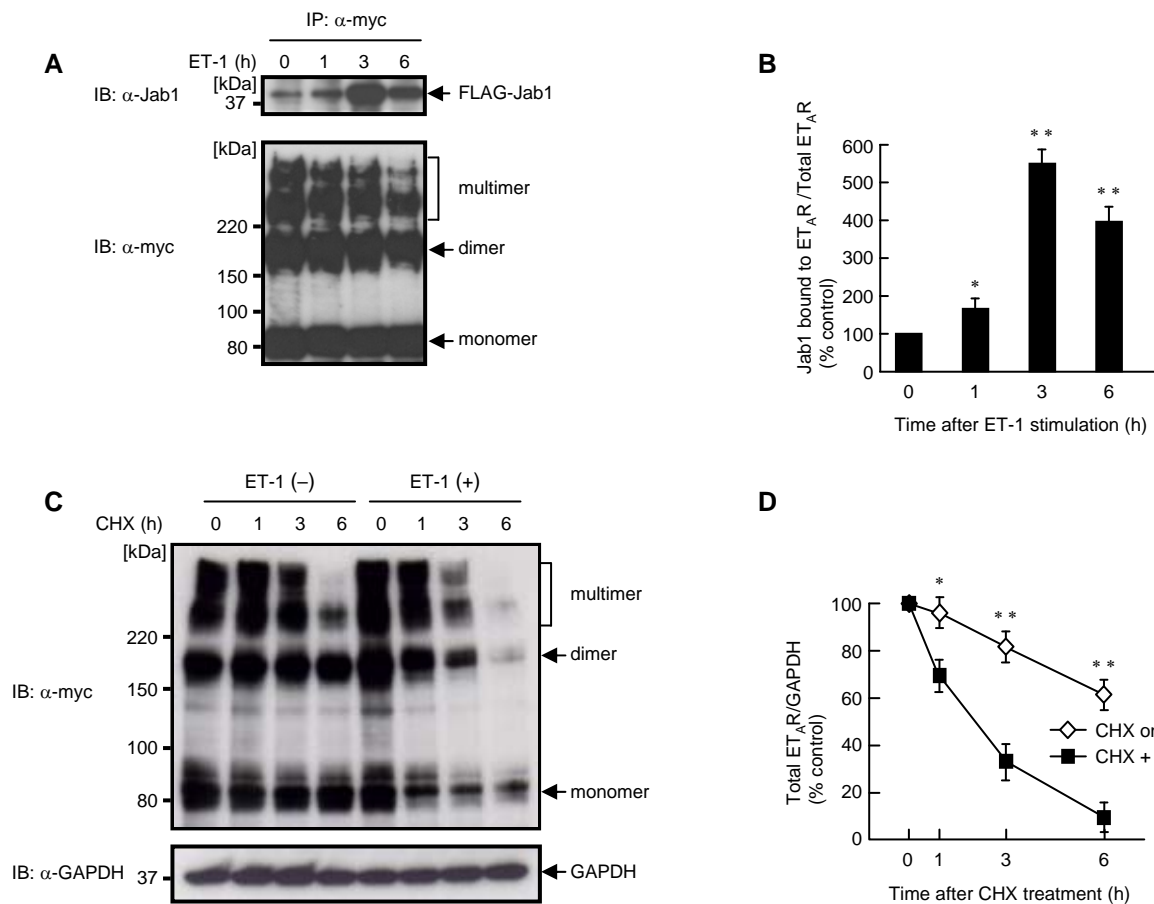 A
IP: α-myc
ET-1 (h) 0 1 3 6
IB: α-Jab1
[kDa]
37
FLAG-Jab1
[kDa]
multimer
220
IB: α-myc
dimer
150
100
80
monomer
B
Jab1 bound to ETAR /Total ETAR
(% control)
600
500
400
300
200
100
0
* *
* *
*
0 1 3 6
Time after ET-1 stimulation (h)
C
ET-1 (–) ET-1 (+)
CHX (h) 0 1 3 6 0 1 3 6
[kDa]
multimer
220
dimer
IB: α-myc
150
100
80
monomer
IB: α-GAPDH
37
GAPDH
D
Total ETAR/GAPDH
(% control)
100
80
60
40
20
0
*
* *
* *
CHX or
CHX +
0 1 3 6
Time after CHX treatment (h)